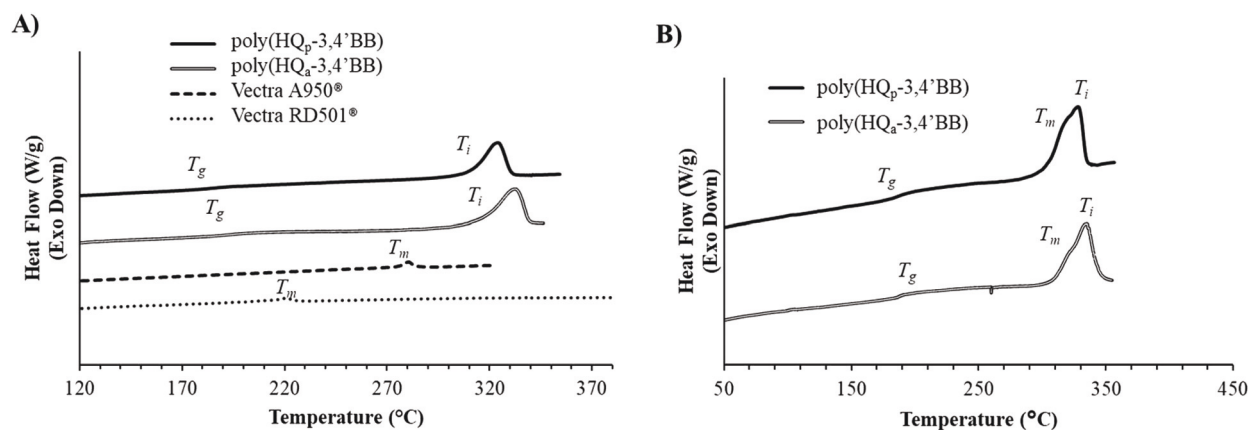 A)
poly(HQp-3,4’BB)
poly(HQa-3,4’BB)
Vectra A950®
Vectra RD501®
Heat Flow (W/g)
(Exo Down)
Tg
Ti
Tg
Ti
Tm
Tm
120 170 220 270 320 370
Temperature (°C)
B)
poly(HQp-3,4’BB)
poly(HQa-3,4’BB)
Heat Flow (W/g)
(Exo Down)
Ti
Tm
Tg
Ti
Tm
Tg
50 150 250 350 450
Temperature (°C)